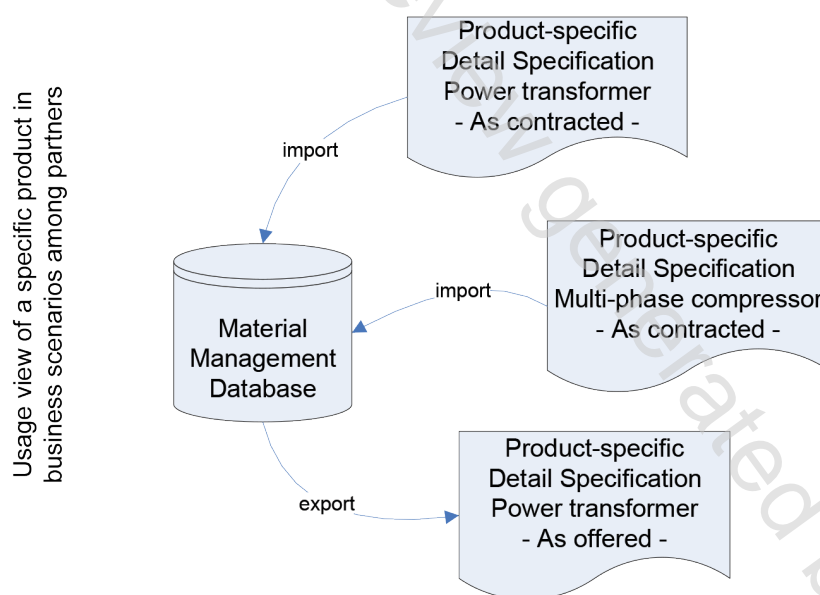 Usage view of a specific product in
business scenarios among partners
Product-specific
Detail Specification
Power transformer
- As contracted -
import
Product-specific
Detail Specification
Multi-phase compressor
- As contracted -
import
Material
Management
Database
Product-specific
Detail Specification
Power transformer
- As offered -
export
generated